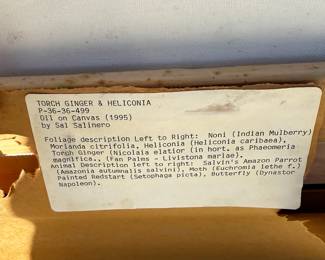 TORCH GINGER & HELICONIA
P-36-36-499
Oil on Canvas (1995)
by Sal Salinero
Foliage description Left to Right: Noni (Indian Mulberry)
Morlanda citrifolia, Heliconia (Heliconia caribaea),
Torch Ginger (Nicolaia elatior (in hort. as Phaeomeria
magnifica., (Fan Palms - Livistona mariae).
Animal Description left to right: Salvin's Amazon Parrot
(Amazonia autumnalis salvini), Moth (Euchromia lethe f.)
Painted Redstart (Setophaga picta), Butterfly (Dynastor
Napoleon).